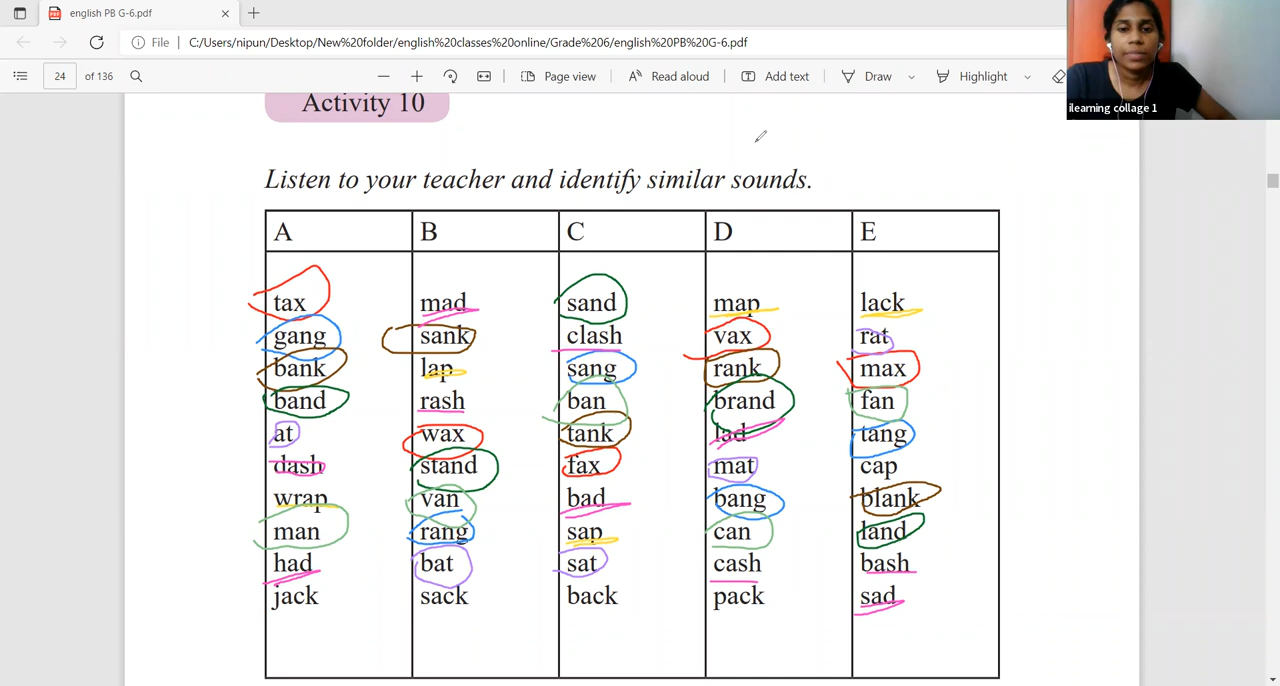 english PB G-6.pdf
File C:/Users/nipun/Desktop/New%20folder/english%20classes%20online/Grade%206/english%20PB%20G-6.pdf
24 of 136 Page view Read aloud Add text Draw Highlight
ilearning collage 1
Activity 10
Listen to your teacher and identify similar sounds.
A B C D E
tax mad sand map lack
gang sank clash vax rat
bank lap sang rank max
band rash ban brand fan
at wax tank lad tang
dash stand fax mat cap
wrap van bad bang blank
man rang sap can land
had bat sat cash bash
jack sack back pack sad